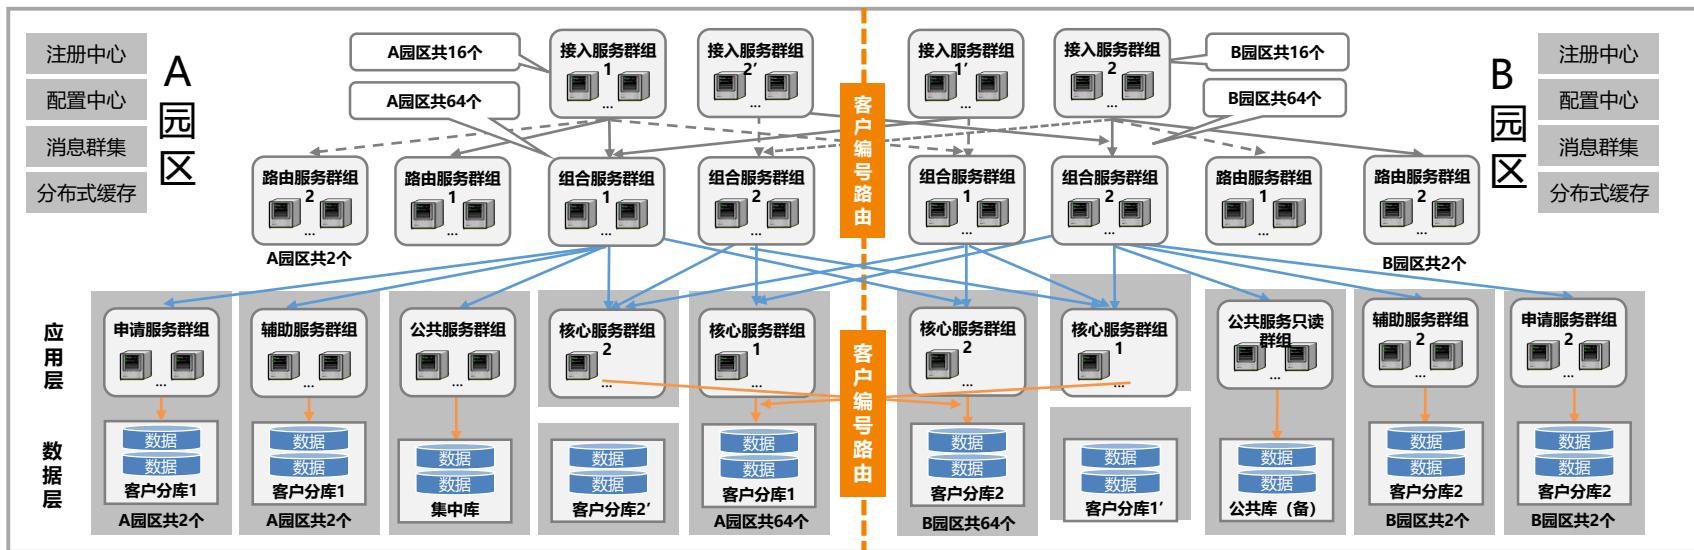 注册中心
配置中心
消息群集
分布式缓存
A
园
区
A园区共16个
A园区共64个
接入服务群组
1
...
接入服务群组
2′
...
接入服务群组
1′
...
接入服务群组
2
...
B园区共16个
B园区共64个
B
园
区
注册中心
配置中心
消息群集
分布式缓存
客
户
编
号
路
由
路由服务群组
2
...
A园区共2个
路由服务群组
1
...
组合服务群组
1
...
组合服务群组
2
...
组合服务群组
1
...
组合服务群组
2
...
路由服务群组
1
...
路由服务群组
2
...
B园区共2个
应
用
层
申请服务群组
...
辅助服务群组
...
公共服务群组
...
核心服务群组
2
...
核心服务群组
1
...
客
户
编
号
路
由
核心服务群组
2
...
核心服务群组
1
...
公共服务只读
群组
...
辅助服务群组
2
...
申请服务群组
2
...
数
据
层
数据
数据
客户分库1
A园区共2个
数据
数据
客户分库1
A园区共2个
数据
数据
集中库
数据
数据
客户分库2′
数据
数据
客户分库1
A园区共64个
数据
数据
客户分库2
B园区共64个
数据
数据
客户分库1′
数据
数据
公共库（备）
数据
数据
客户分库2
B园区共2个
数据
数据
客户分库2
B园区共2个